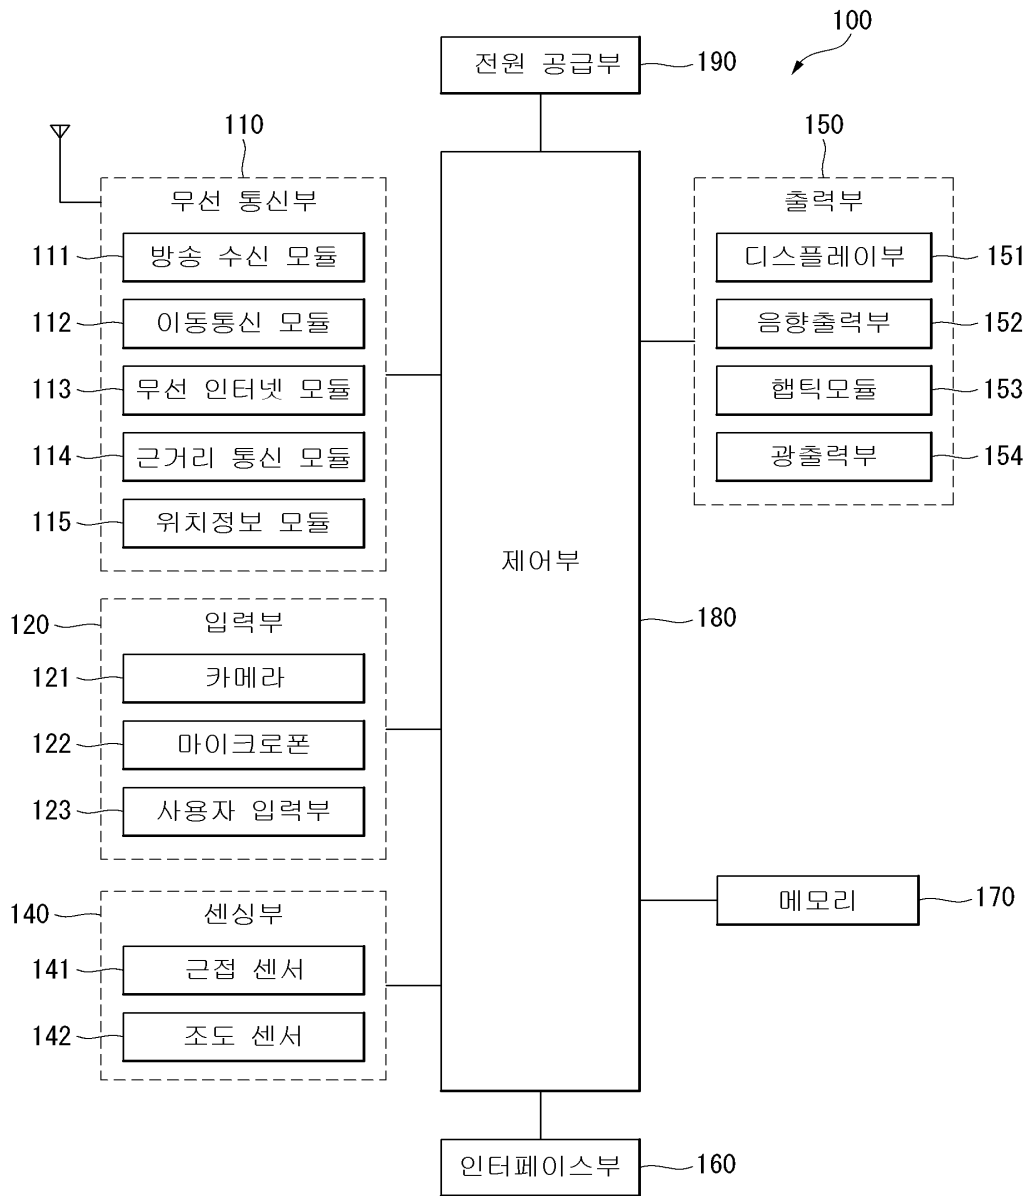 100
전원 공급부 190
110
무선 통신부
111 방송 수신 모듈
112 이동통신 모듈
113 무선 인터넷 모듈
114 근거리 통신 모듈
115 위치정보 모듈
120 입력부
121 카메라
122 마이크로폰
123 사용자 입력부
140 센싱부
141 근접 센서
142 조도 센서
제어부
180
150
출력부
디스플레이부 151
음향출력부 152
햅틱모듈 153
광출력부 154
메모리 170
인터페이스부 160